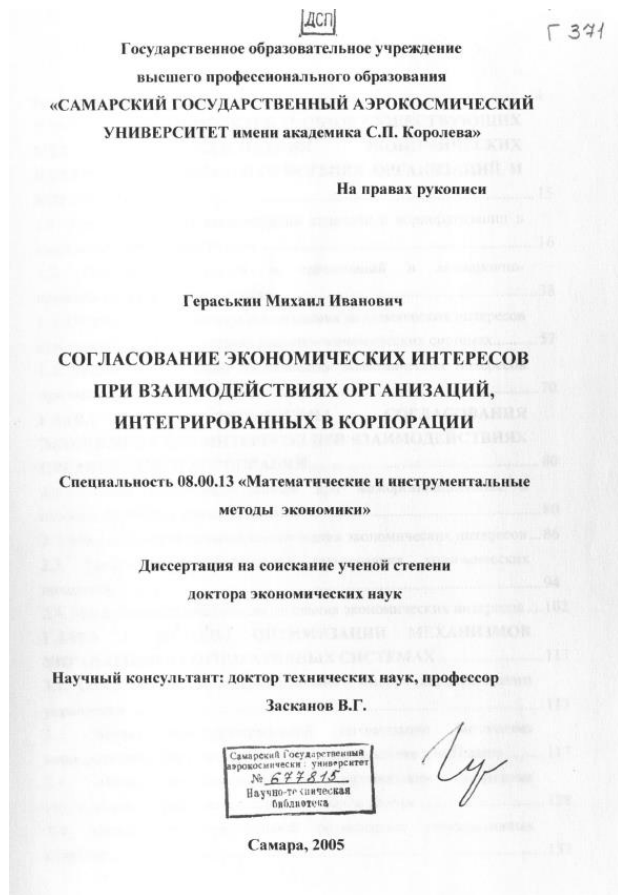 ДСП
Г 371
Государственное образовательное учреждение
высшего профессионального образования
«САМАРСКИЙ ГОСУДАРСТВЕННЫЙ АЭРОКОСМИЧЕСКИЙ
УНИВЕРСИТЕТ имени академика С.П. Королева»
На правах рукописи
Гераськин Михаил Иванович
СОГЛАСОВАНИЕ ЭКОНОМИЧЕСКИХ ИНТЕРЕСОВ
ПРИ ВЗАИМОДЕЙСТВИЯХ ОРГАНИЗАЦИЙ,
ИНТЕГРИРОВАННЫХ В КОРПОРАЦИИ
Специальность 08.00.13 «Математические и инструментальные
методы экономики»
Диссертация на соискание ученой степени
доктора экономических наук
Научный консультант: доктор технических наук, профессор
Засканов В.Г.
Самарский Государственный
аэрокосмический университет
№ 677815
Научно-техническая
библиотека
Самара, 2005